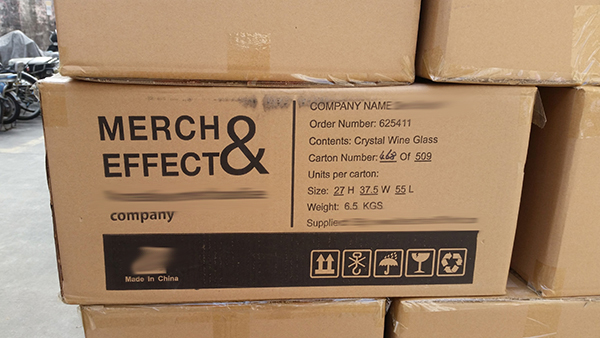 MERCH &
EFFECT
company
COMPANY NAME
Order Number: 625411
Contents: Crystal Wine Glass
Carton Number: 468 Of 509
Units per carton:
Size: 27 H 37.5 W 55 L
Weight: 6.5 KGS
Made In China